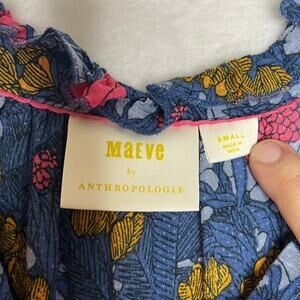 MAEVE
by
ANTHROPOLOGIE
SMALL
MADE IN
INDIA